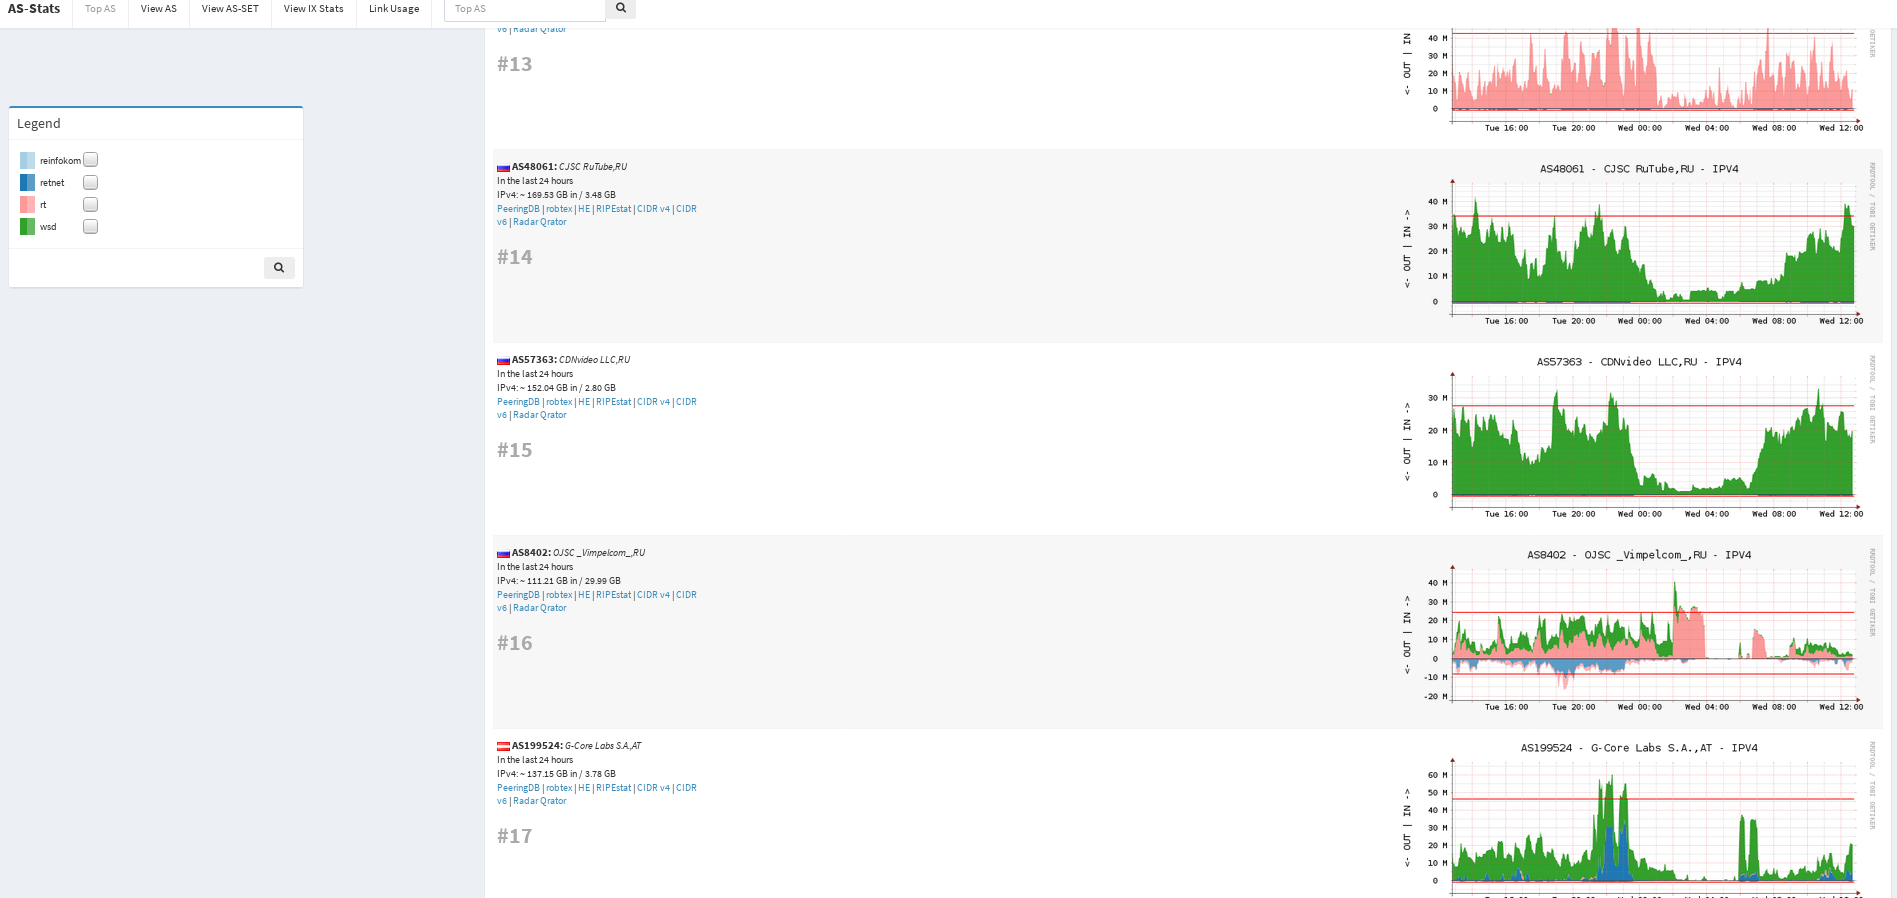 AS-Stats Top AS View AS View AS-SET View IX Stats Link Usage Top AS
Legend
reinfokom
retnet
rt
wsd
v6 | Radar Qrator
#13
<- OUT | IN
40 M
30 M
20 M
10 M
0
Tue 16:00 Tue 20:00 Wed 00:00 Wed 04:00 Wed 08:00 Wed 12:00
OETIKER
AS48061: CJSC RuTube,RU
In the last 24 hours
IPv4: ~ 169.53 GB in / 3.48 GB
PeeringDB | robtex | HE | RIPEstat | CIDR v4 | CIDR
v6 | Radar Qrator
#14
AS48061 - CJSC RuTube,RU - IPV4
<- OUT | IN ->
40 M
30 M
20 M
10 M
0
Tue 16:00 Tue 20:00 Wed 00:00 Wed 04:00 Wed 08:00 Wed 12:00
RRDTOOL / TOBI OETIKER
AS57363: CDNvideo LLC,RU
In the last 24 hours
IPv4: ~ 152.04 GB in / 2.80 GB
PeeringDB | robtex | HE | RIPEstat | CIDR v4 | CIDR
v6 | Radar Qrator
#15
AS57363 - CDNvideo LLC,RU - IPV4
<- OUT | IN ->
30 M
20 M
10 M
0
Tue 16:00 Tue 20:00 Wed 00:00 Wed 04:00 Wed 08:00 Wed 12:00
RRDTOOL / TOBI OETIKER
AS8402: OJSC _Vimpelcom_,RU
In the last 24 hours
IPv4: ~ 111.21 GB in / 29.99 GB
PeeringDB | robtex | HE | RIPEstat | CIDR v4 | CIDR
v6 | Radar Qrator
#16
AS8402 - OJSC _Vimpelcom_,RU - IPV4
<- OUT | IN ->
40 M
30 M
20 M
10 M
0
-10 M
-20 M
Tue 16:00 Tue 20:00 Wed 00:00 Wed 04:00 Wed 08:00 Wed 12:00
RRDTOOL / TOBI OETIKER
AS199524: G-Core Labs S.A.,AT
In the last 24 hours
IPv4: ~ 137.15 GB in / 3.78 GB
PeeringDB | robtex | HE | RIPEstat | CIDR v4 | CIDR
v6 | Radar Qrator
#17
AS199524 - G-Core Labs S.A.,AT - IPV4
<- OUT | IN ->
60 M
50 M
40 M
30 M
20 M
10 M
0
RRDTOOL / TOBI OETIKER